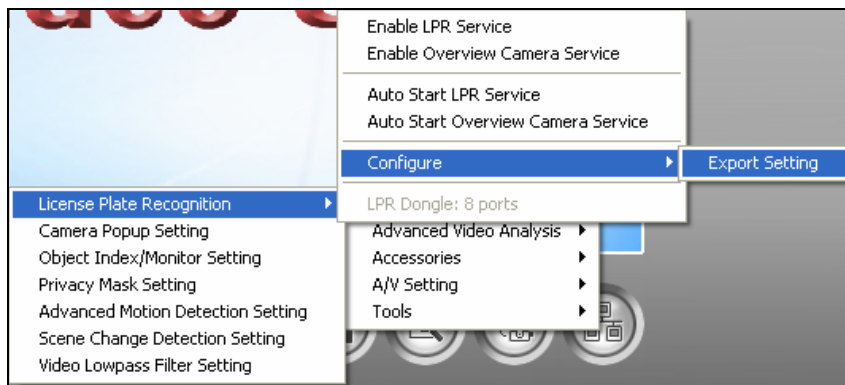 Enable LPR Service
Enable Overview Camera Service
Auto Start LPR Service
Auto Start Overview Camera Service
Configure
Export Setting
LPR Dongle: 8 ports
License Plate Recognition
Camera Popup Setting
Object Index/Monitor Setting
Privacy Mask Setting
Advanced Motion Detection Setting
Scene Change Detection Setting
Video Lowpass Filter Setting
Advanced Video Analysis
Accessories
A/V Setting
Tools